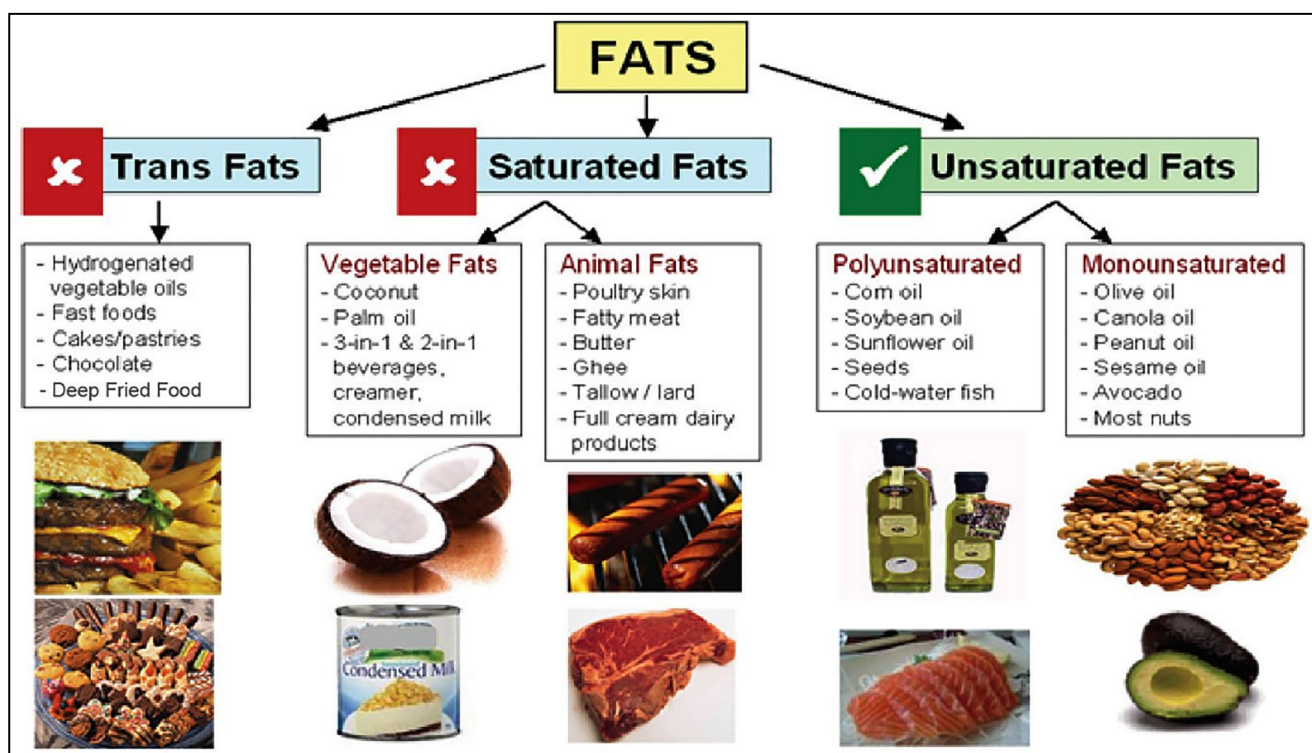 FATS
Trans Fats
Saturated Fats
Unsaturated Fats
- Hydrogenated
vegetable oils
- Fast foods
- Cakes/pastries
- Chocolate
- Deep Fried Food
Vegetable Fats
- Coconut
- Palm oil
- 3-in-1 & 2-in-1
beverages,
creamer,
condensed milk
Animal Fats
- Poultry skin
- Fatty meat
- Butter
- Ghee
- Tallow / lard
- Full cream dairy
products
Polyunsaturated
- Corn oil
- Soybean oil
- Sunflower oil
- Seeds
- Cold-water fish
Monounsaturated
- Olive oil
- Canola oil
- Peanut oil
- Sesame oil
- Avocado
- Most nuts
Condensed Milk